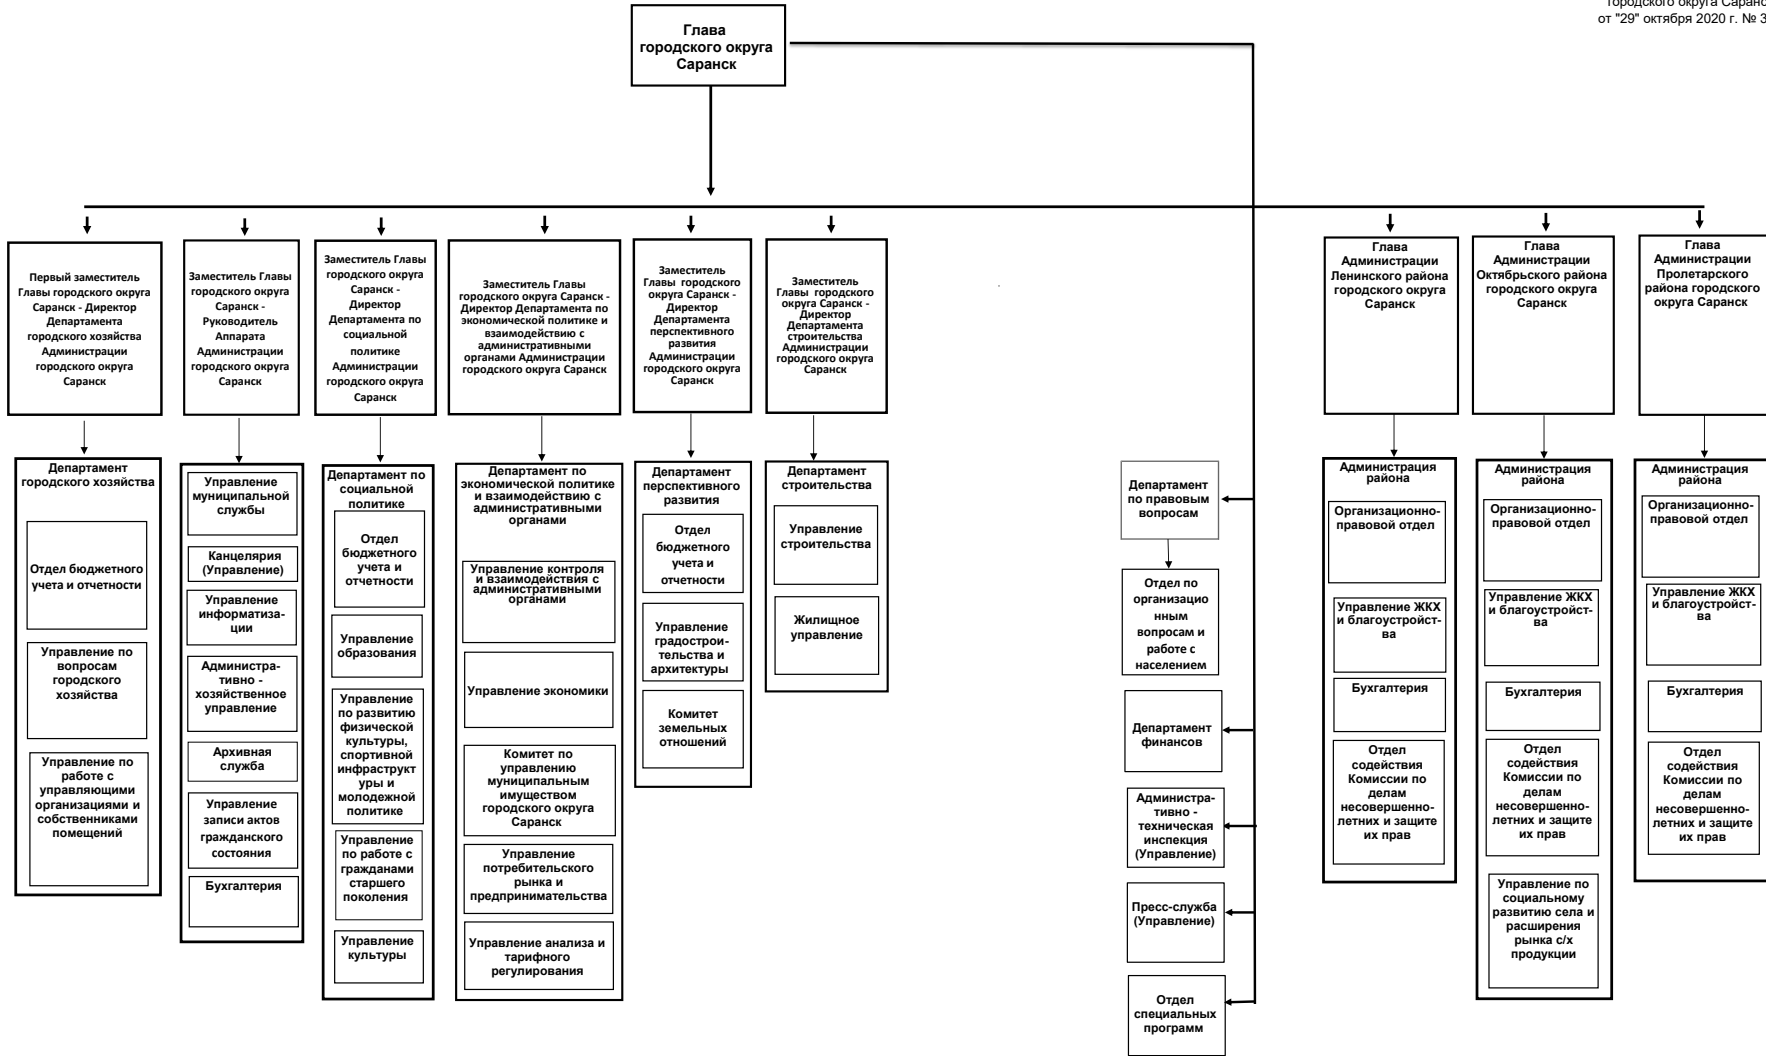 городского округа Саранс
от "29" октября 2020 г. № 3
Глава
городского округа
Саранск
Первый заместитель
Главы городского округа
Саранск - Директор
Департамента
городского хозяйства
Администрации
городского округа
Саранск
Заместитель Главы
городского округа
Саранск -
Руководитель
Аппарата
Администрации
городского округа
Саранск
Заместитель Главы
городского округа
Саранск -
Директор
Департамента по
социальной
политике
Администрации
городского округа
Саранск
Заместитель Главы
городского округа Саранск -
Директор Департамента по
экономической политике и
взаимодействию с
административными
органами Администрации
городского округа Саранск
Заместитель
Главы городского
округа Саранск -
Директор
Департамента
перспективного
развития
Администрации
городского округа
Саранск
Заместитель
Главы городского
округа Саранск -
Директор
Департамента
строительства
Администрации
городского округа
Саранск
Глава
Администрации
Ленинского района
городского округа
Саранск
Глава
Администрации
Октябрьского района
городского округа
Саранск
Глава
Администрации
Пролетарского
района городского
округа Саранск
Департамент
городского хозяйства
Отдел бюджетного
учета и отчетности
Управление по
вопросам
городского
хозяйства
Управление по
работе с
управляющими
организациями и
собственниками
помещений
Управление
муниципальной
службы
Канцелярия
(Управление)
Управление
информатиза-
ции
Администра-
тивно -
хозяйственное
управление
Архивная
служба
Управление
записи актов
гражданского
состояния
Бухгалтерия
Департамент по
социальной
политике
Отдел
бюджетного
учета и
отчетности
Управление
образования
Управление
по развитию
физической
культуры,
спортивной
инфраструкт
уры и
молодежной
политике
Управление
по работе с
гражданами
старшего
поколения
Управление
культуры
Департамент по
экономической политике
и взаимодействию с
административными
органами
Управление контроля
и взаимодействия с
административными
органами
Управление экономики
Комитет по
управлению
муниципальным
имуществом
городского округа
Саранск
Управление
потребительского
рынка и
предпринимательства
Управление анализа и
тарифного
регулирования
Департамент
перспективного
развития
Отдел
бюджетного
учета и
отчетности
Управление
градострои-
тельства и
архитектуры
Комитет
земельных
отношений
Департамент
строительства
Управление
строительства
Жилищное
управление
Департамент
по правовым
вопросам
Отдел по
организацио
нным
вопросам и
работе с
населением
Департамент
финансов
Администра-
тивно -
техническая
инспекция
(Управление)
Пресс-служба
(Управление)
Отдел
специальных
программ
Администрация
района
Организационно-
правовой отдел
Управление ЖКХ
и благоустройст-
ва
Бухгалтерия
Отдел
содействия
Комиссии по
делам
несовершенно-
летних и защите
их прав
Администрация
района
Организационно-
правовой отдел
Управление ЖКХ
и благоустройст-
ва
Бухгалтерия
Отдел
содействия
Комиссии по
делам
несовершенно-
летних и защите
их прав
Управление по
социальному
развитию села и
расширения
рынка с/х
продукции
Администрация
района
Организационно-
правовой отдел
Управление ЖКХ
и благоустройст-
ва
Бухгалтерия
Отдел
содействия
Комиссии по
делам
несовершенно-
летних и защите
их прав